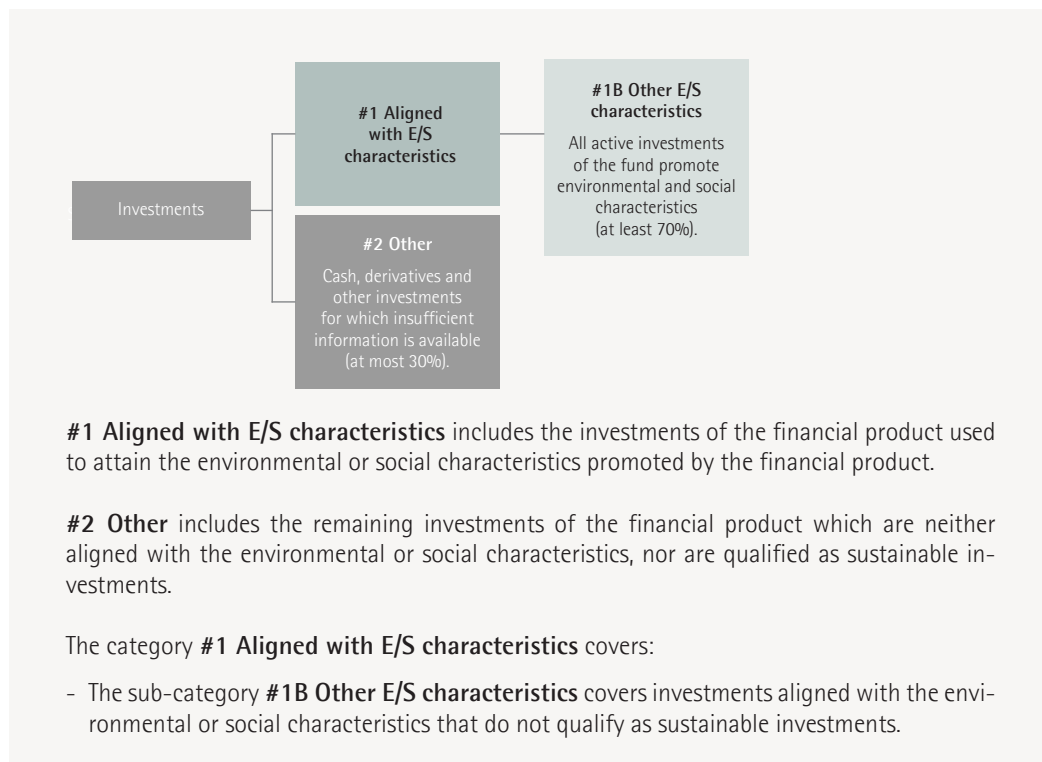 #1 Aligned
with E/S
characteristics
#1B Other E/S
characteristics
All active investments
of the fund promote
environmental and social
characteristics
(at least 70%).
Investments
#2 Other
Cash, derivatives and
other investments
for which insufficient
information is available
(at most 30%).
#1 Aligned with E/S characteristics includes the investments of the financial product used
to attain the environmental or social characteristics promoted by the financial product.
#2 Other includes the remaining investments of the financial product which are neither
aligned with the environmental or social characteristics, nor are qualified as sustainable in-
vestments.
The category #1 Aligned with E/S characteristics covers:
- The sub-category #1B Other E/S characteristics covers investments aligned with the envi-
ronmental or social characteristics that do not qualify as sustainable investments.